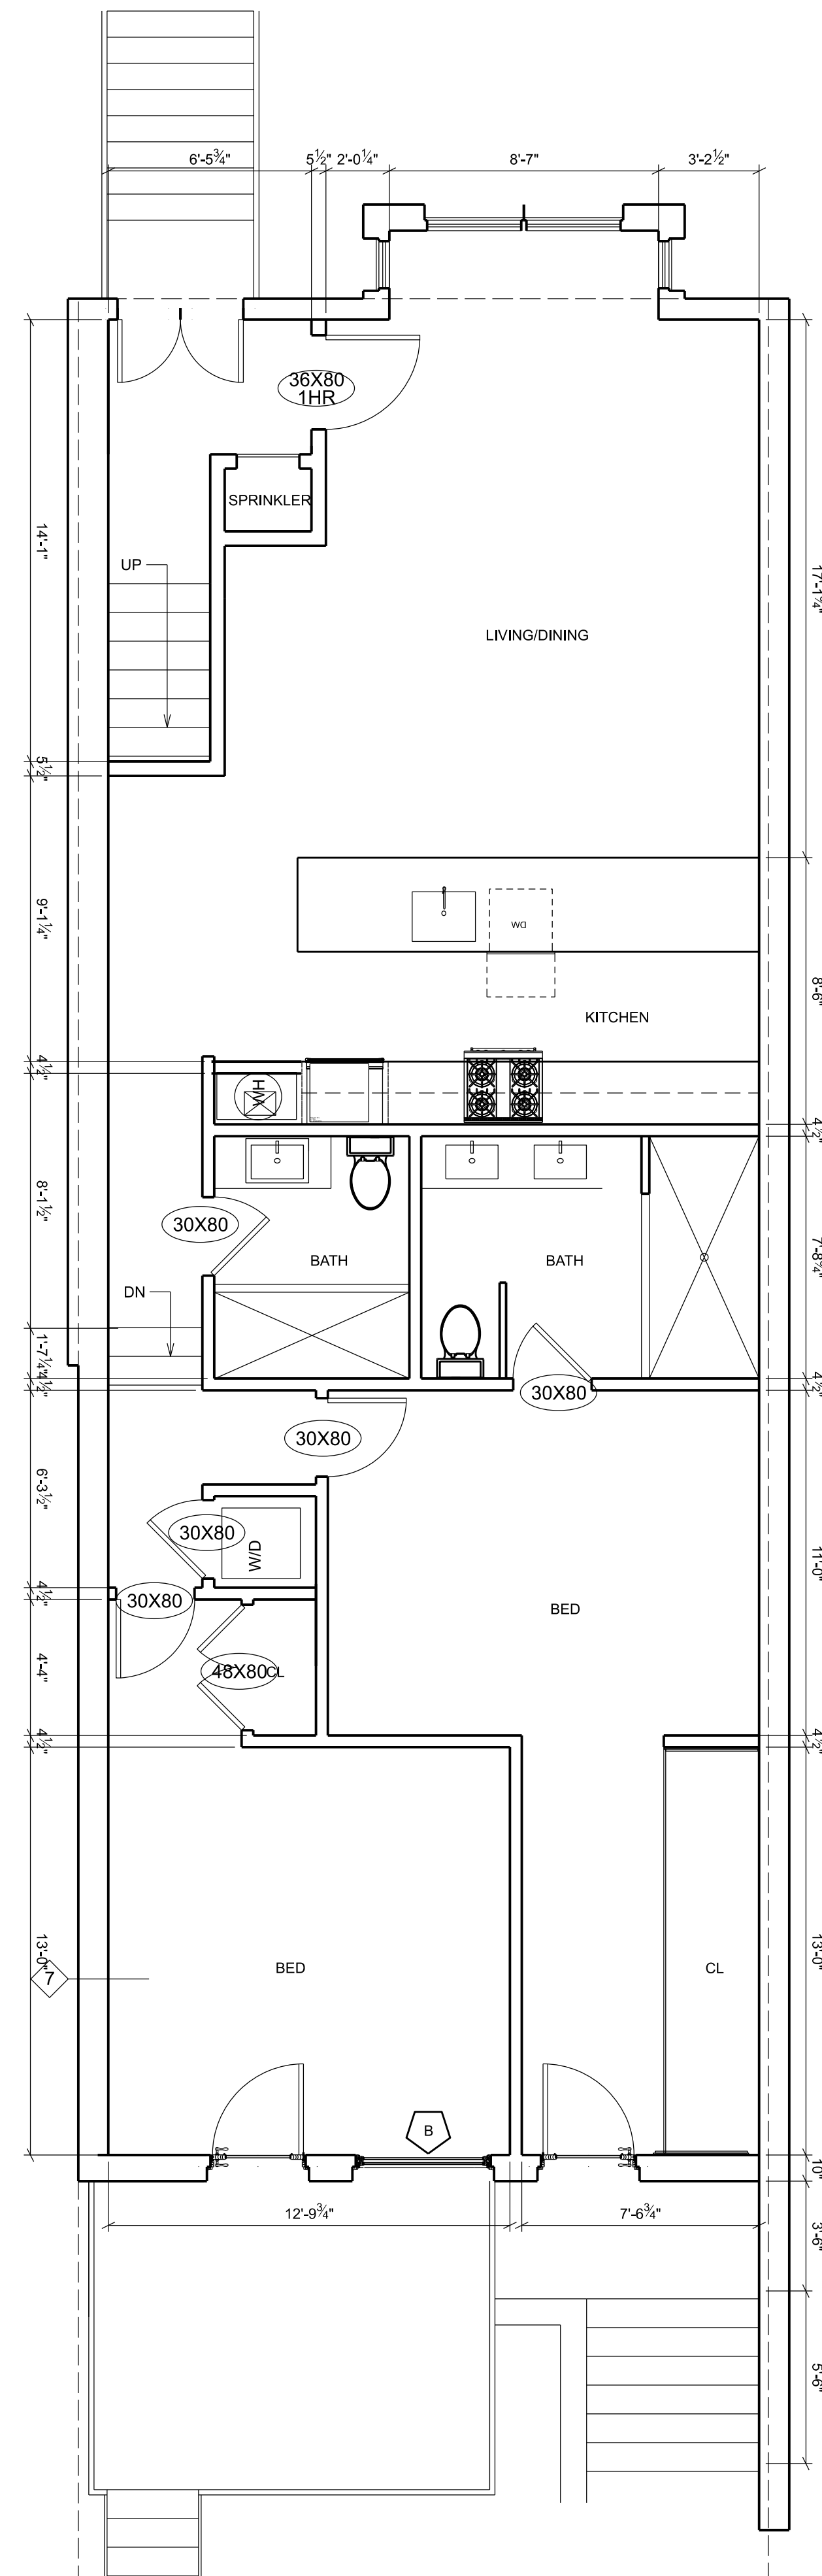 6'-5¾" 5½" 2'-0¼" 8'-7" 3'-2½"
36X80
1HR
SPRINKLER
14'-1"
UP
17'-1¾"
LIVING/DINING
5½"
9'-1¼"
DW
8'-6"
KITCHEN
4½"
WH
4½"
8'-1½"
30X80
BATH
BATH
7'-8¾"
DN
1'-7¼"
4½"
4½"
30X80
30X80
6'-3½"
30X80
W/D
11'-0"
4½"
30X80
BED
4'-4"
48X80
CL
4½"
4½"
13'-0"
7
BED
CL
13'-0"
B
10"
12'-9¾" 7'-6¾"
3'-6"
5'-6"